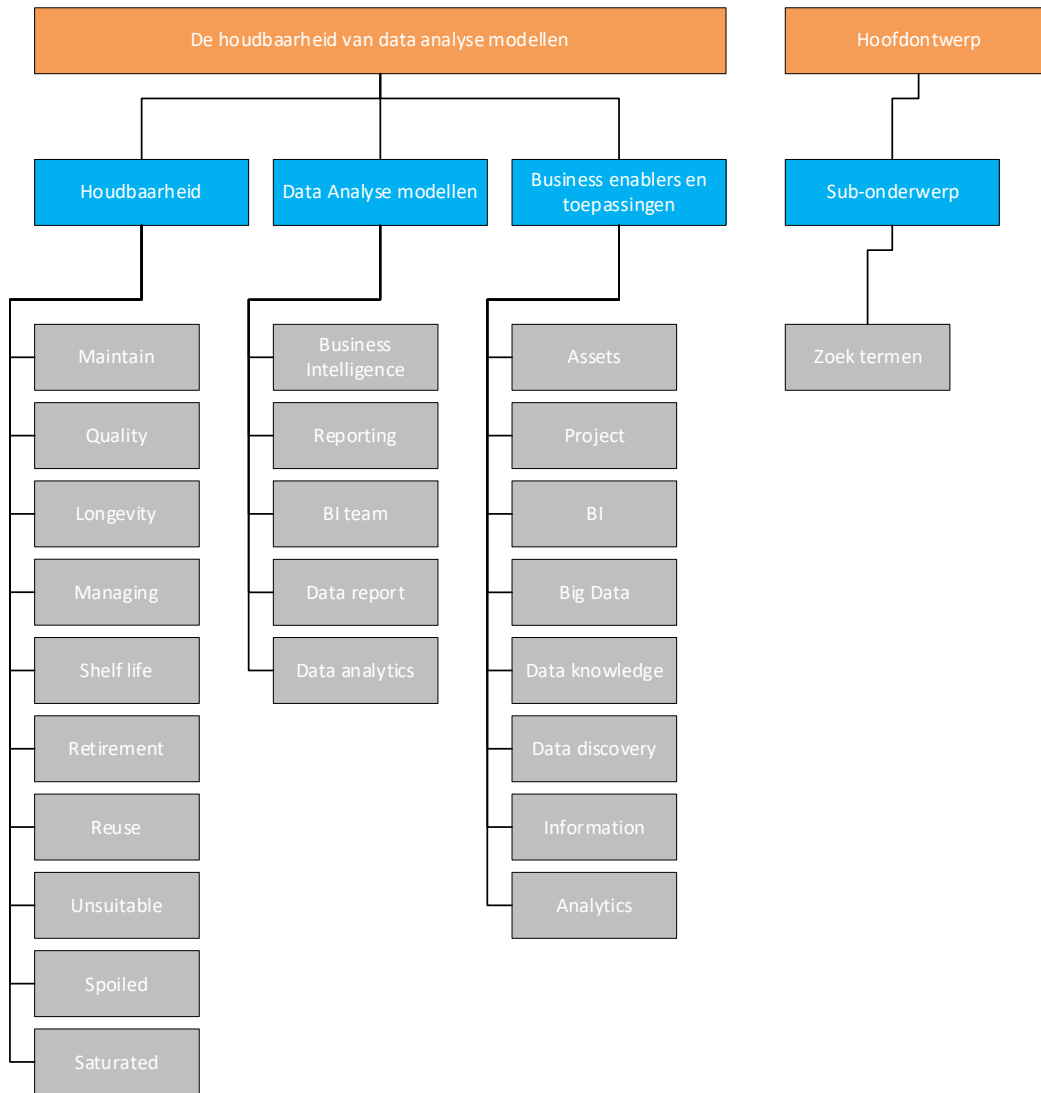 De houdbaarheid van data analyse modellen
Hoofdontwerp
Houdbaarheid
Data Analyse modellen
Business enablers en
toepassingen
Sub-onderwerp
Maintain
Quality
Longevity
Managing
Shelf life
Retirement
Reuse
Unsuitable
Spoiled
Saturated
Business
Intelligence
Reporting
BI team
Data report
Data analytics
Assets
Project
BI
Big Data
Data knowledge
Data discovery
Information
Analytics
Zoek termen